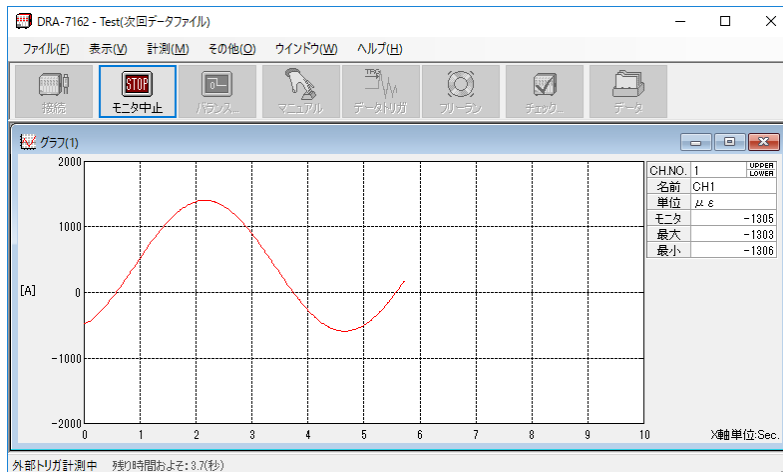 DRA-7162 - Test(次回データファイル)
ファイル(F) 表示(V) 計測(M) その他(O) ウインドウ(W) ヘルプ(H)
STOP TRG
接続 モニタ中止 バランス... マニュアル データトリガ フリーラン チェック... データ
グラフ(1)
2000
1000
[A] 0
-1000
-2000
0 1 2 3 4 5 6 7 8 9 10 X軸単位:Sec.
CH.NO. 1 UPPER LOWER
名前 CH1
単位 με
モニタ -1305
最大 -1303
最小 -1306
外部トリガ計測中 残り時間およそ:3.7(秒)